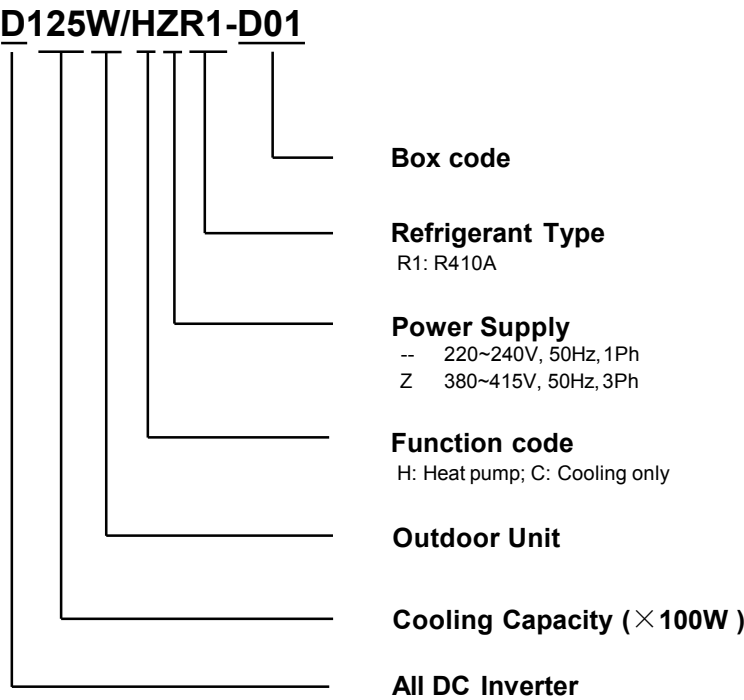 D125W/HZR1-D01
Box code
Refrigerant Type
R1: R410A
Power Supply
-- 220~240V, 50Hz, 1Ph
Z 380~415V, 50Hz, 3Ph
Function code
H: Heat pump; C: Cooling only
Outdoor Unit
Cooling Capacity (×100W )
All DC Inverter